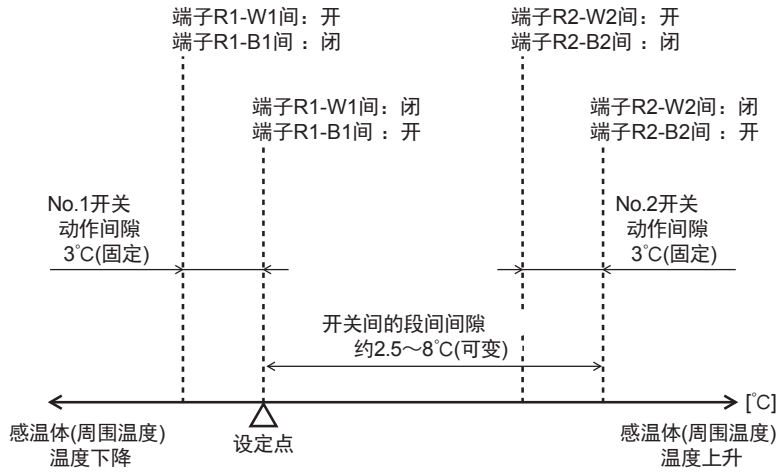 端子R1-W1间：开
端子R1-B1间 ：闭
端子R2-W2间：开
端子R2-B2间 ：闭
端子R1-W1间：闭
端子R1-B1间 ：开
端子R2-W2间：闭
端子R2-B2间 ：开
No.1开关
动作间隙
3℃(固定)
No.2开关
动作间隙
3℃(固定)
开关间的段间间隙
约2.5～8℃(可变)
[℃]
感温体(周围温度)
温度下降
设定点
感温体(周围温度)
温度上升